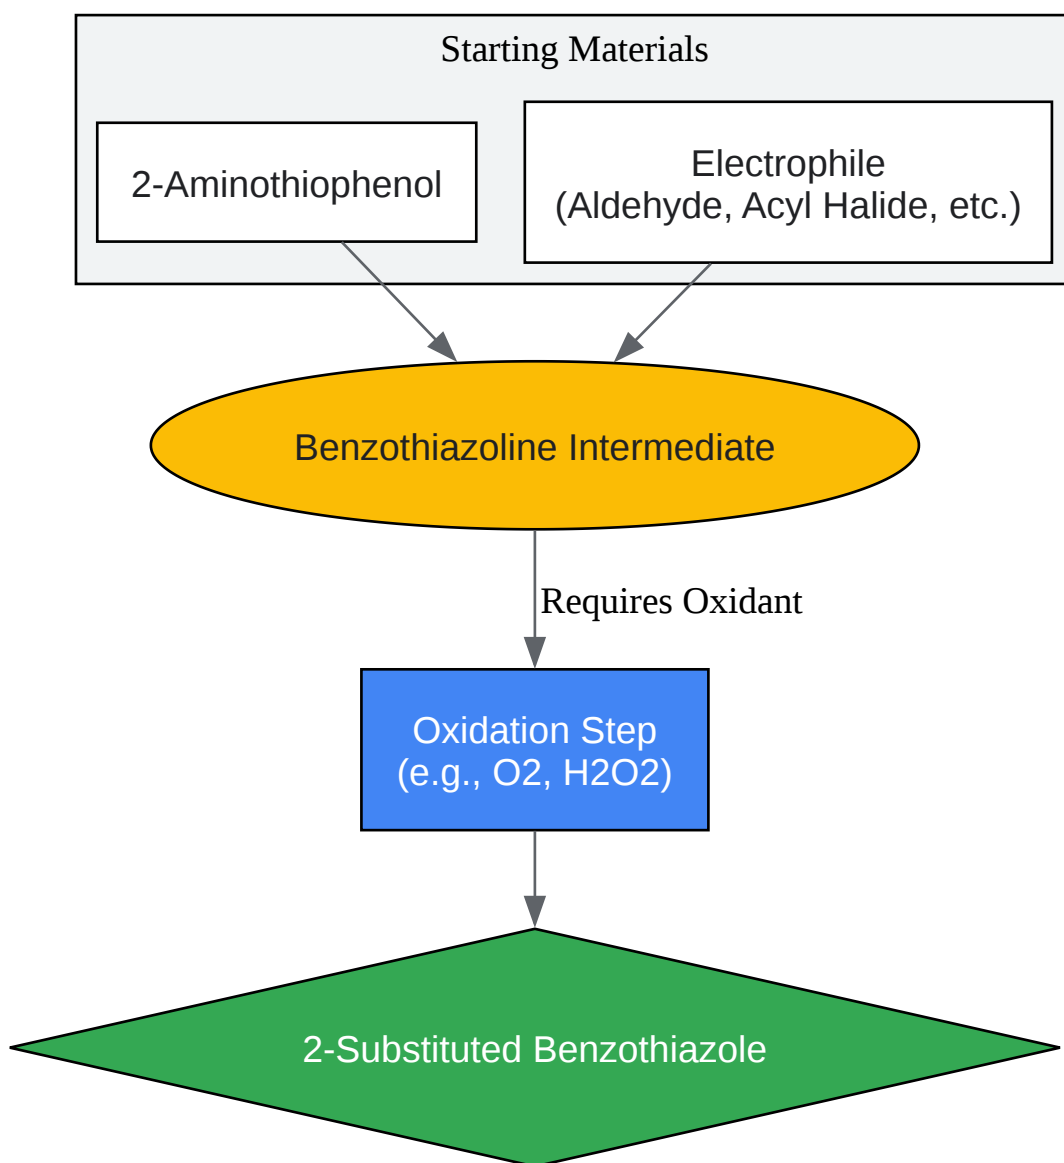 Starting Materials
2-Aminothiophenol
Electrophile
(Aldehyde, Acyl Halide, etc.)
Benzothiazoline Intermediate
Requires Oxidant
Oxidation Step
(e.g., O2, H2O2)
2-Substituted Benzothiazole